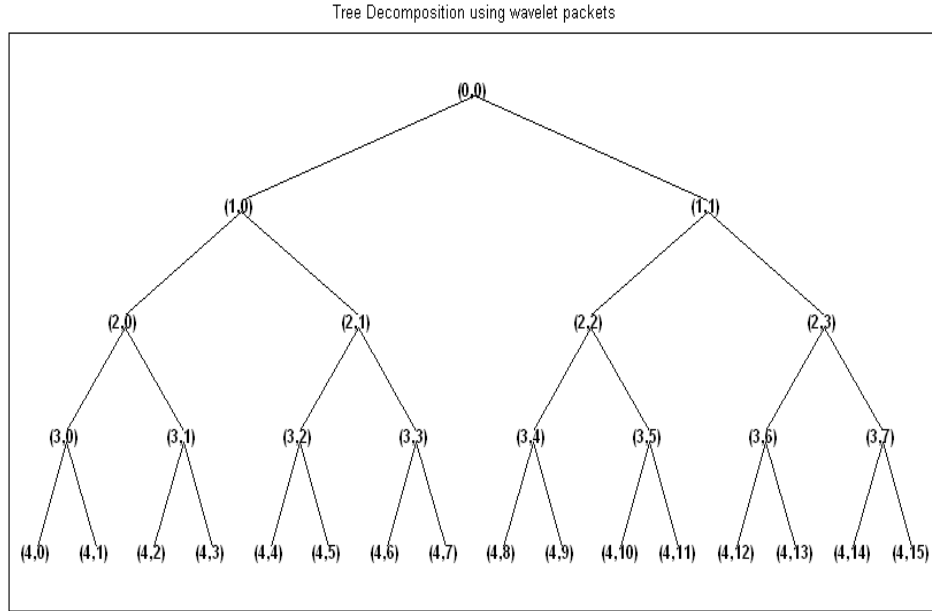 Tree Decomposition using wavelet packets
(0,0)
(1,0) (1,1)
(2,0) (2,1) (2,2) (2,3)
(3,0) (3,1) (3,2) (3,3) (3,4) (3,5) (3,6) (3,7)
(4,0) (4,1) (4,2) (4,3) (4,4) (4,5) (4,6) (4,7) (4,8) (4,9) (4,10) (4,11) (4,12) (4,13) (4,14) (4,15)